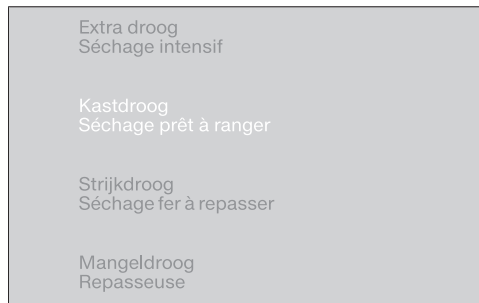 Extra droog
Séchage intensif
Kastdroog
Séchage prêt à ranger
Strijkdroog
Séchage fer à repasser
Mangeldroog
Repasseuse